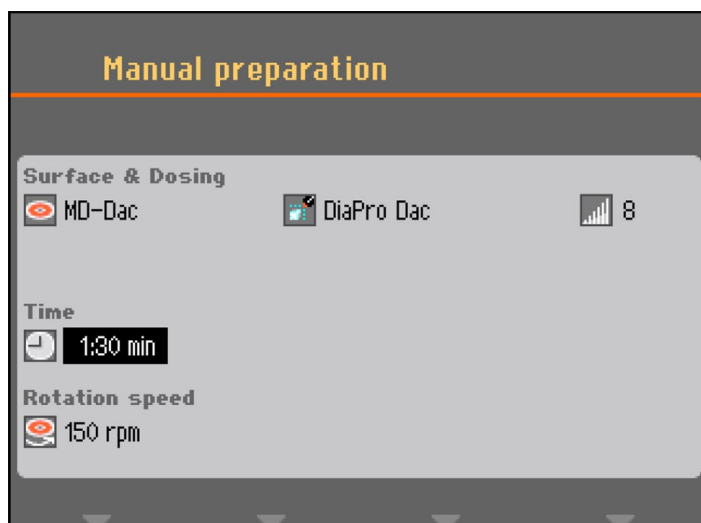 Manual preparation
Surface & Dosing
MD-Dac DiaPro Dac 8
Time
1:30 min
Rotation speed
150 rpm